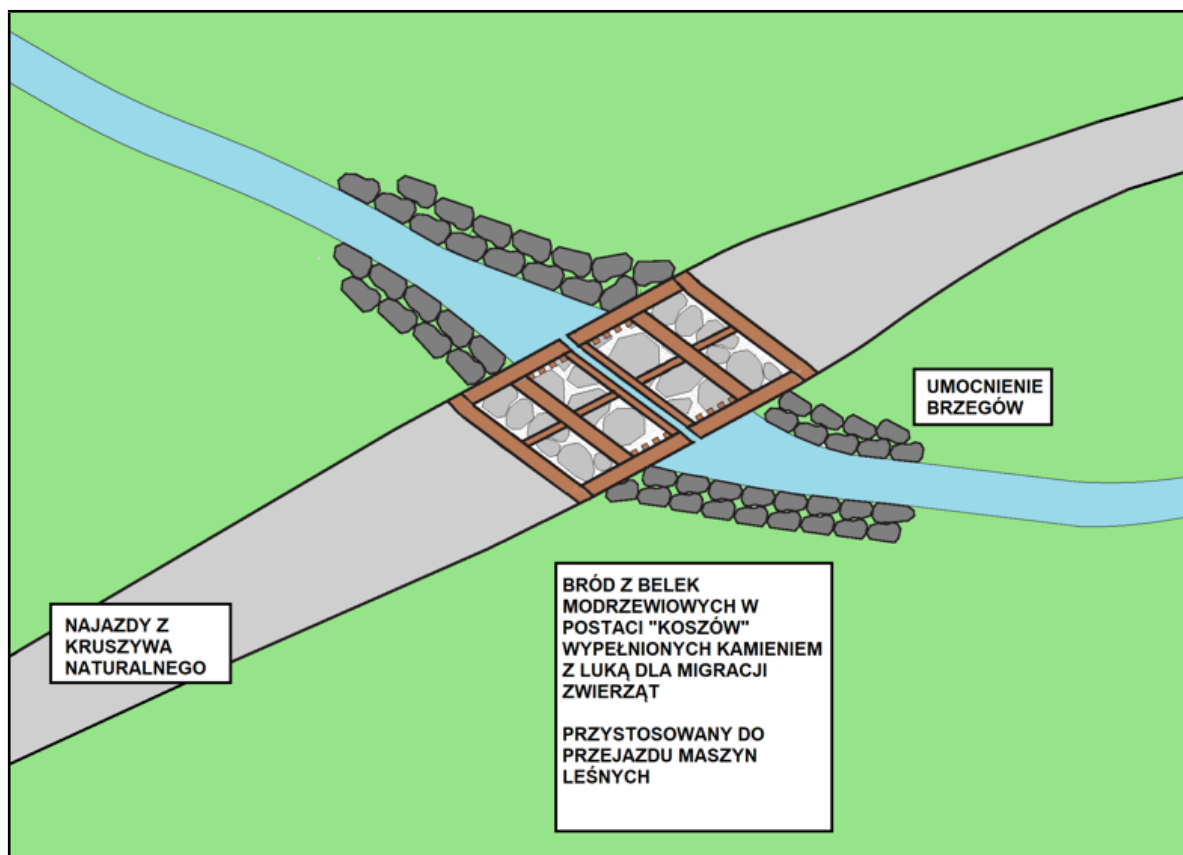 UMOCNIENIE
BRZEGÓW
BRÓD Z BELEK
MODRZEWIOWYCH W
POSTACI "KOSZÓW"
WYPEŁNIONYCH KAMIENIEM
Z LUKĄ DLA MIGRACJI
ZWIERZĄT
PRZYSTOSOWANY DO
PRZEJAZDU MASZYN
LEŚNYCH
NAJAZDY Z
KRUSZYWA
NATURALNEGO